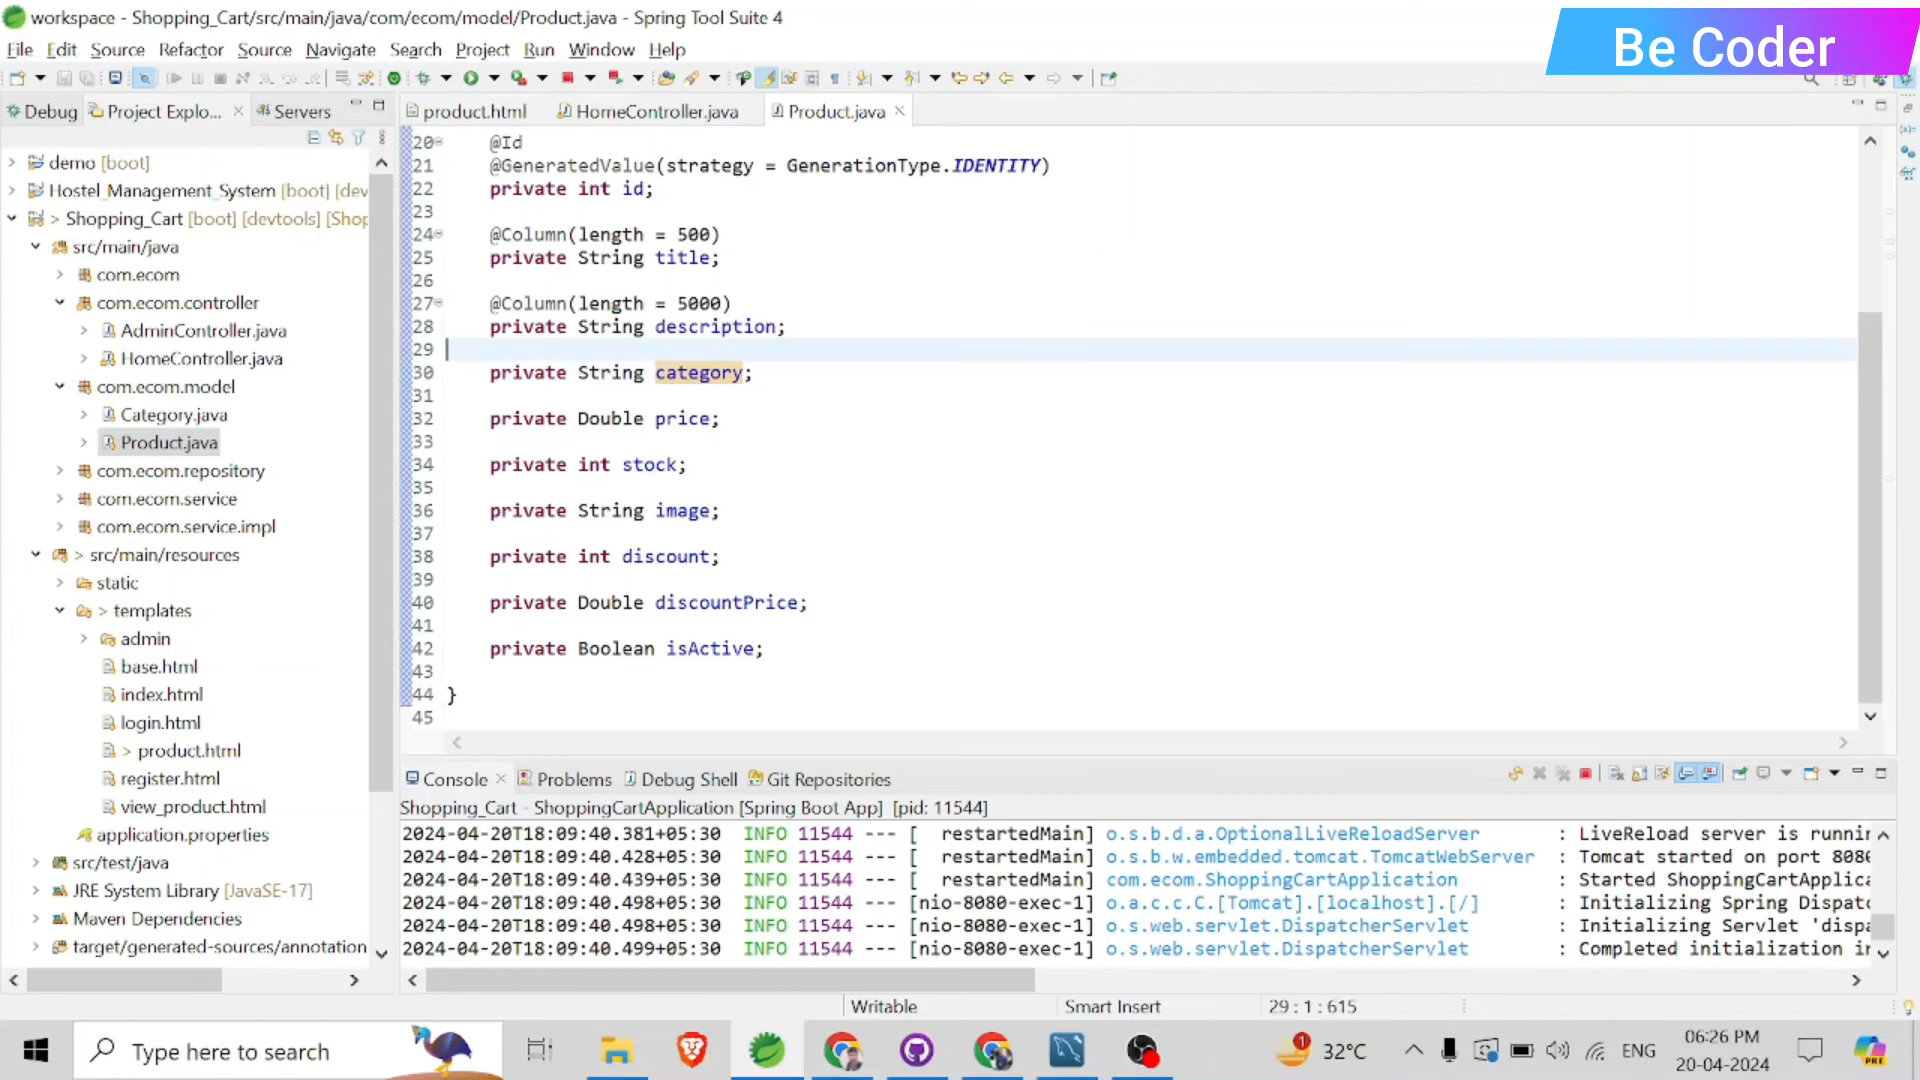 workspace - Shopping_Cart/src/main/java/com/ecom/model/Product.java - Spring Tool Suite 4
Be Coder
File Edit Source Refactor Source Navigate Search Project Run Window Help
Debug Project Explo... Servers
product.html HomeController.java Product.java
demo [boot]
Hostel_Management_System [boot] [dev
> Shopping_Cart [boot] [devtools] [Shop
src/main/java
com.ecom
com.ecom.controller
AdminController.java
HomeController.java
com.ecom.model
Category.java
Product.java
com.ecom.repository
com.ecom.service
com.ecom.service.impl
> src/main/resources
static
> templates
admin
base.html
index.html
login.html
> product.html
register.html
view_product.html
application.properties
src/test/java
JRE System Library [JavaSE-17]
Maven Dependencies
target/generated-sources/annotation
20 @Id
21 @GeneratedValue(strategy = GenerationType.IDENTITY)
22 private int id;
23
24 @Column(length = 500)
25 private String title;
26
27 @Column(length = 5000)
28 private String description;
29
30 private String category;
31
32 private Double price;
33
34 private int stock;
35
36 private String image;
37
38 private int discount;
39
40 private Double discountPrice;
41
42 private Boolean isActive;
43
44 }
45
Console Problems Debug Shell Git Repositories
Shopping_Cart - ShoppingCartApplication [Spring Boot App] [pid: 11544]
2024-04-20T18:09:40.381+05:30 INFO 11544 --- [ restartedMain] o.s.b.d.a.OptionalLiveReloadServer : LiveReload server is runnin
2024-04-20T18:09:40.428+05:30 INFO 11544 --- [ restartedMain] o.s.b.w.embedded.tomcat.TomcatWebServer : Tomcat started on port 8080
2024-04-20T18:09:40.439+05:30 INFO 11544 --- [ restartedMain] com.ecom.ShoppingCartApplication : Started ShoppingCartApplica
2024-04-20T18:09:40.498+05:30 INFO 11544 --- [nio-8080-exec-1] o.a.c.c.C.[Tomcat].[localhost].[/] : Initializing Spring Dispatc
2024-04-20T18:09:40.498+05:30 INFO 11544 --- [nio-8080-exec-1] o.s.web.servlet.DispatcherServlet : Initializing Servlet 'dispa
2024-04-20T18:09:40.499+05:30 INFO 11544 --- [nio-8080-exec-1] o.s.web.servlet.DispatcherServlet : Completed initialization in
Writable Smart Insert 29 : 1 : 615
Type here to search
1 32°C ENG 06:26 PM
20-04-2024
PRE